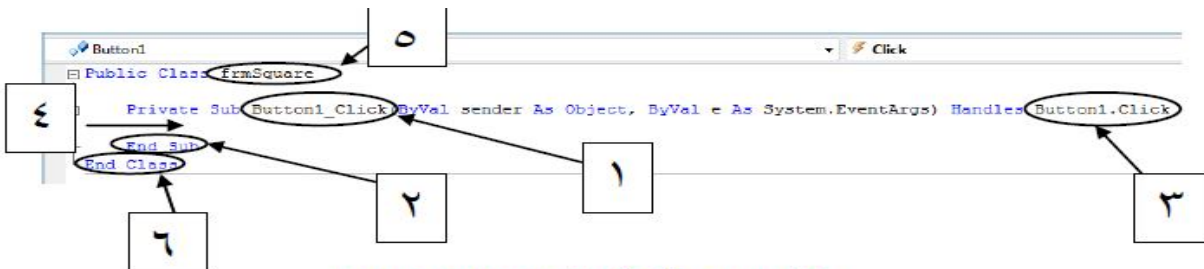 ٥
Button1 Click
Public Class frmSquare
٤
Private Sub Button1_Click(ByVal sender As Object, ByVal e As System.EventArgs) Handles Button1.Click
End Sub
End Class
١
٢
٣
٦